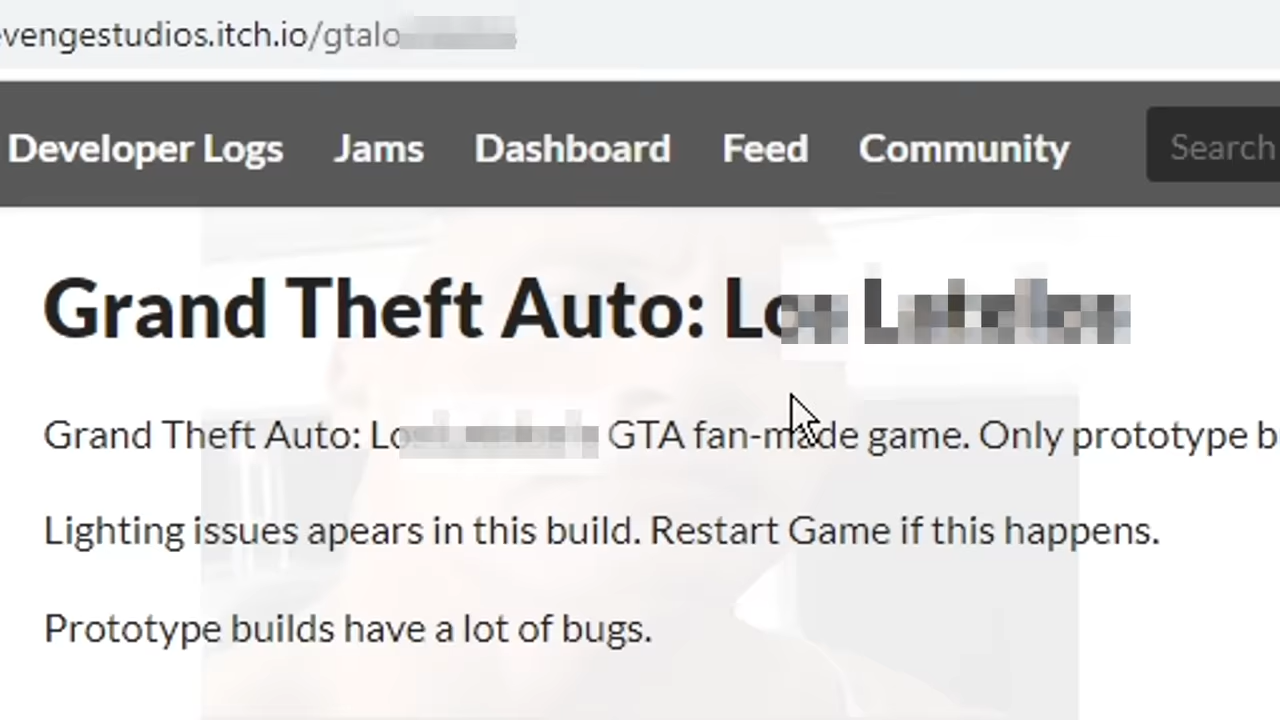 vengestudios.itch.io/gtalo
Developer Logs Jams Dashboard Feed Community Search
Grand Theft Auto:
Grand Theft Auto: GTA fan-made game. Only prototype b
Lighting issues apears in this build. Restart Game if this happens.
Prototype builds have a lot of bugs.